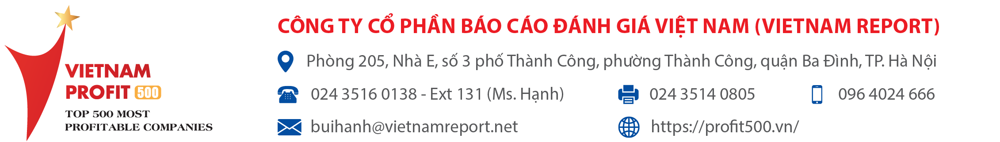 VIETNAM
PROFIT 500
TOP 500 MOST
PROFITABLE COMPANIES
CÔNG TY CỔ PHẦN BÁO CÁO ĐÁNH GIÁ VIỆT NAM (VIETNAM REPORT)
Phòng 205, Nhà E, số 3 phố Thành Công, phường Thành Công, quận Ba Đình, TP. Hà Nội
024 3516 0138 - Ext 131 (Ms. Hạnh) 024 3514 0805 096 4024 666
buihanh@vietnamreport.net https://profit500.vn/